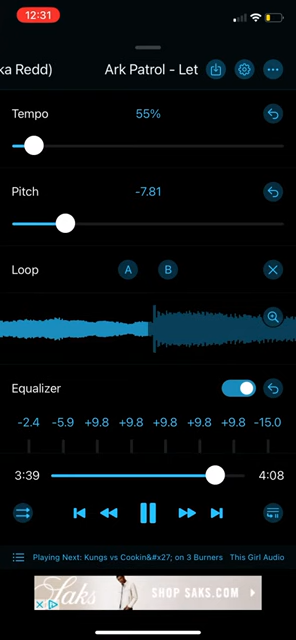 12:31
ka Redd) Ark Patrol - Let
Tempo 55%
Pitch -7.81
Loop A B
Equalizer
-2.4 -5.9 +9.8 +9.8 +9.8 +9.8 +9.8 -15.0
3:39 4:08
Playing Next: Kungs vs Cookin&#x27; on 3 Burners This Girl Audio
Saks SHOP SAKS.COM